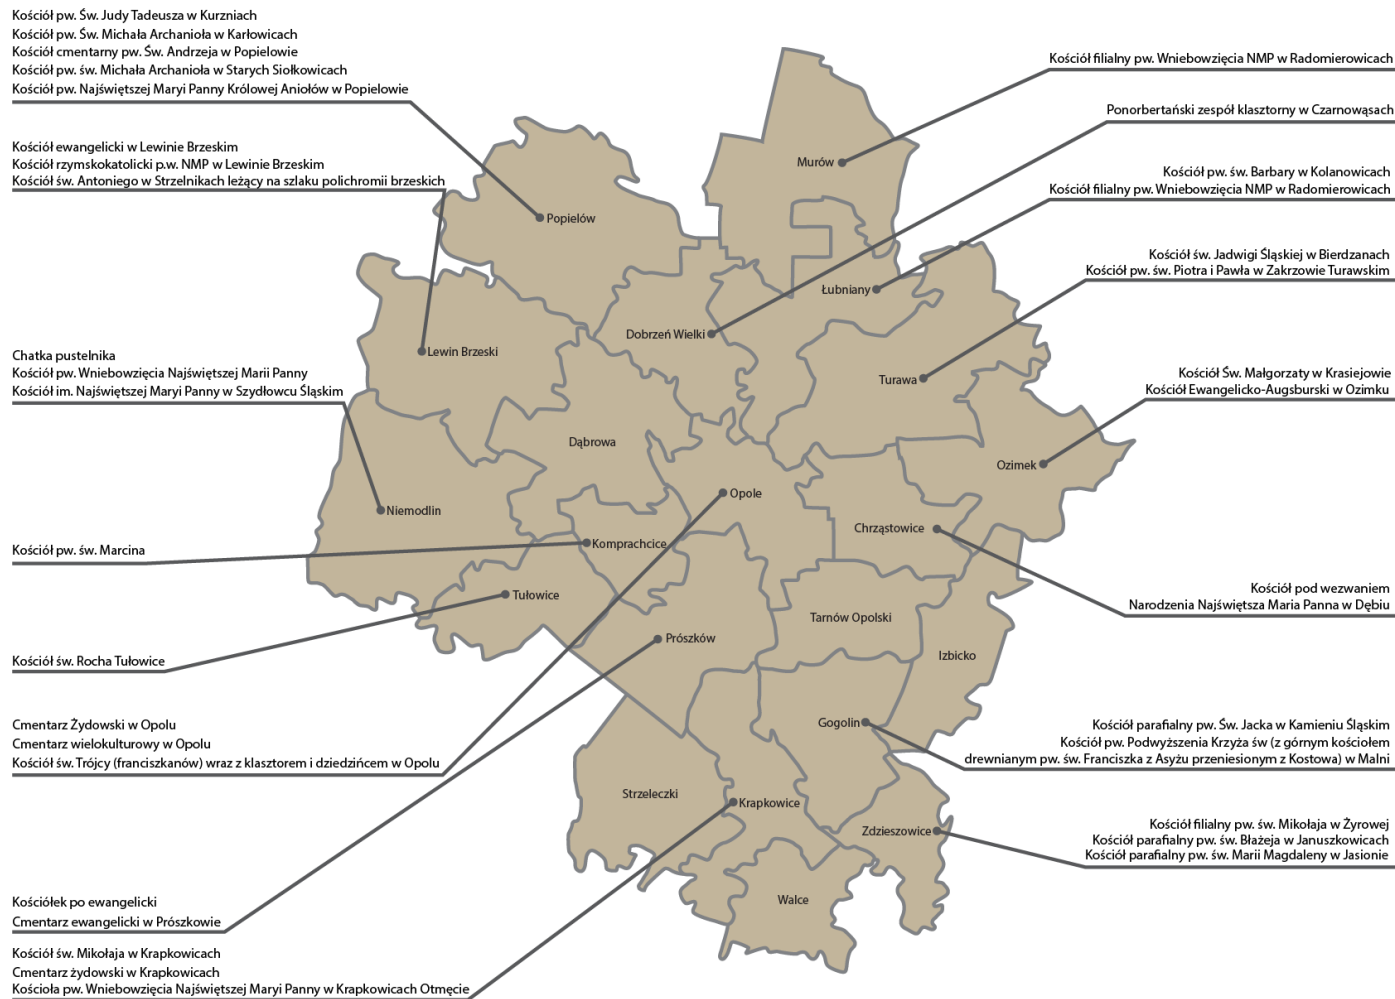 Kościół pw. Św. Judy Tadeusza w Kurzniach
Kościół pw. Św. Michała Archanioła w Karłowicach
Kościół cmentarny pw. Św. Andrzeja w Popielowie
Kościół pw. św. Michała Archanioła w Starych Siołkowicach
Kościół pw. Najświętszej Maryi Panny Królowej Aniołów w Popielowie
Kościół ewangelicki w Lewinie Brzeskim
Kościół rzymskokatolicki p.w. NMP w Lewinie Brzeskim
Kościół św. Antoniego w Strzelnikach leżący na szlaku polichromii brzeskich
Chatka pustelnika
Kościół pw. Wniebowzięcia Najświętszej Marii Panny
Kościół im. Najświętszej Maryi Panny w Szydłowcu Śląskim
Kościół pw. św. Marcina
Kościół św. Rocha Tułowice
Cmentarz Żydowski w Opolu
Cmentarz wielokulturowy w Opolu
Kościół św. Trójcy (franciszkanów) wraz z klasztorem i dziedzińcem w Opolu
Kościółek po ewangelicki
Cmentarz ewangelicki w Prószkowie
Kościół św. Mikołaja w Krapkowicach
Cmentarz żydowski w Krapkowicach
Kościoła pw. Wniebowzięcia Najświętszej Maryi Panny w Krapkowicach Otmęcie
Murów
Popielów
Łubniany
Dobrzeń Wielki
Lewin Brzeski
Turawa
Dąbrowa
Ozimek
Opole
Niemodlin
Chrząstowice
Komprachcice
Tułowice
Tarnów Opolski
Prószków
Izbicko
Gogolin
Strzeleczki
Krapkowice
Zdzieszowice
Walce
Kościół filialny pw. Wniebowzięcia NMP w Radomierowicach
Ponorbertański zespół klasztorny w Czarnowąsach
Kościół pw. św. Barbary w Kolanowicach
Kościół filialny pw. Wniebowzięcia NMP w Radomierowicach
Kościół św. Jadwigi Śląskiej w Bierdzanach
Kościół pw. św. Piotra i Pawła w Zakrzowie Turawskim
Kościół Św. Małgorzaty w Krasiejowie
Kościół Ewangelicko-Augsburski w Ozimku
Kościół pod wezwaniem
Narodzenia Najświętsza Maria Panna w Dębiu
Kościół parafialny pw. Św. Jacka w Kamieniu Śląskim
Kościół pw. Podwyższenia Krzyża św (z górnym kościołem
drewnianym pw. św. Franciszka z Asyżu przeniesionym z Kostowa) w Malni
Kościół filialny pw. św. Mikołaja w Żyrowej
Kościół parafialny pw. św. Błażeja w Januszkowicach
Kościół parafialny pw. św. Marii Magdaleny w Jasionie